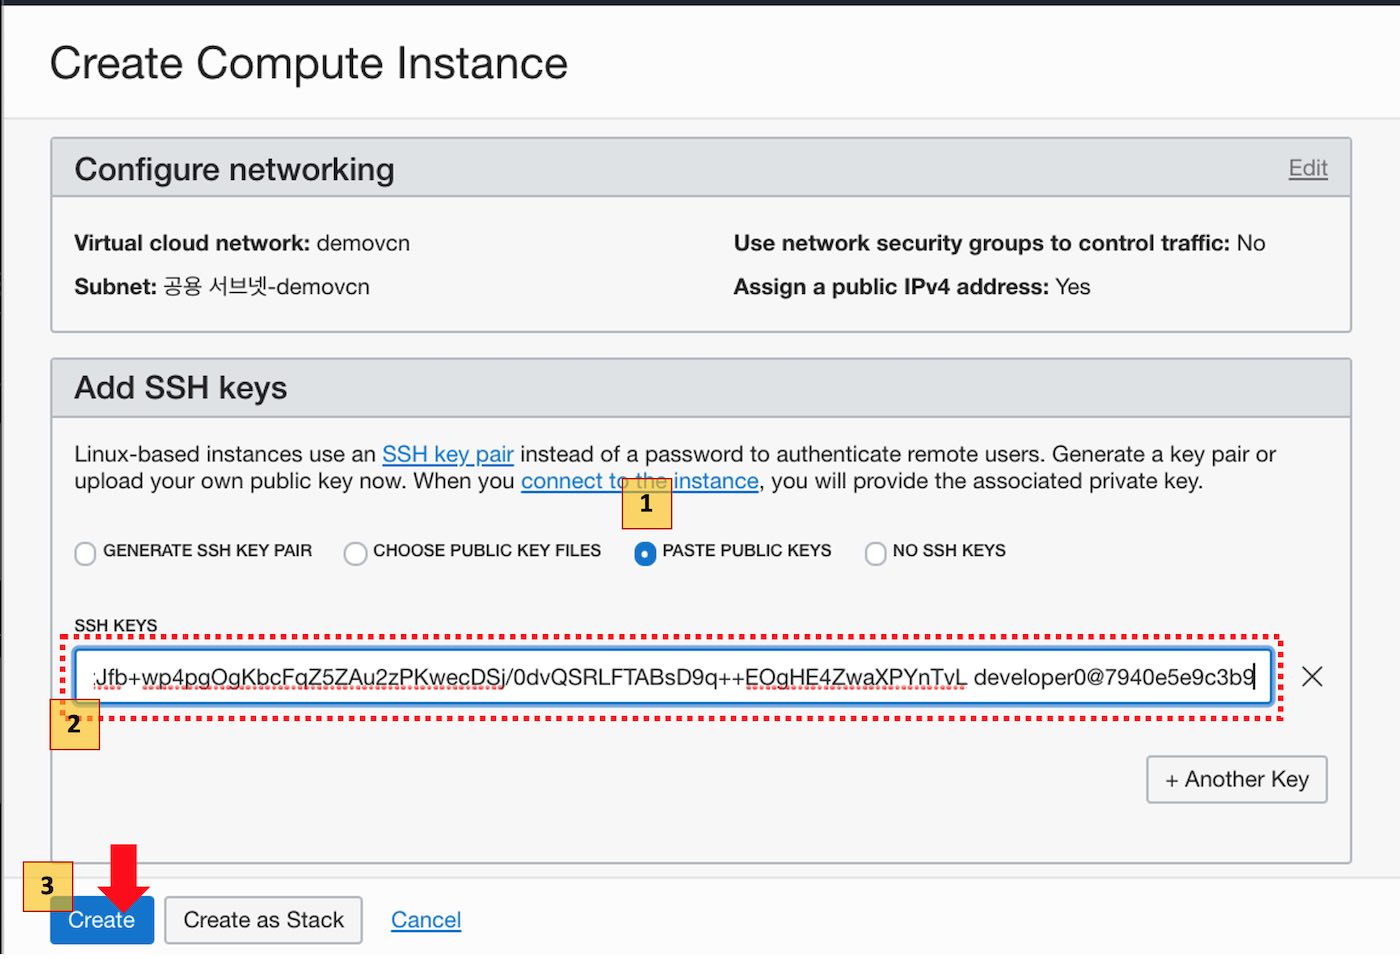 Create Compute Instance
Configure networking
Edit
Virtual cloud network: demovcn
Use network security groups to control traffic: No
Subnet: 공용 서브넷-demovcn
Assign a public IPv4 address: Yes
Add SSH keys
Linux-based instances use an SSH key pair instead of a password to authenticate remote users. Generate a key pair or
upload your own public key now. When you connect to the instance, you will provide the associated private key.
1
GENERATE SSH KEY PAIR
CHOOSE PUBLIC KEY FILES
PASTE PUBLIC KEYS
NO SSH KEYS
SSH KEYS
Jfb+wp4pgOgKbcFqZ5ZAu2zPKwecDSj/0dvQSRLFTABsD9q++EOgHE4ZwaXPYnTvL developer0@7940e5e9c3b9
2
+ Another Key
3
Create
Create as Stack
Cancel